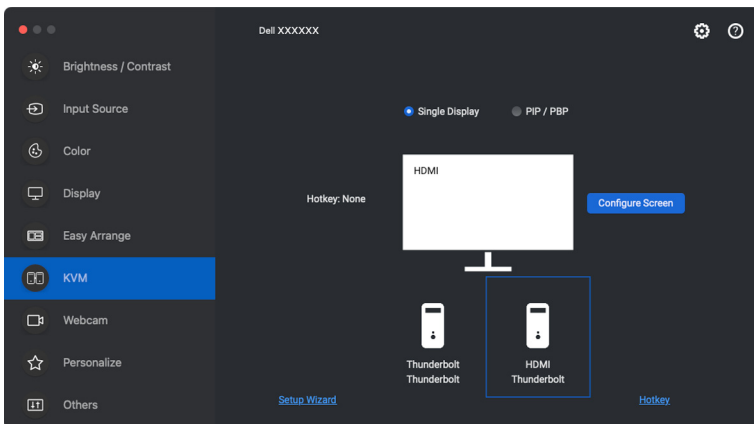 Dell XXXXXX
Brightness / Contrast
Input Source
Color
Display
Easy Arrange
KVM
Webcam
Personalize
Others
Single Display
PIP / PBP
HDMI
Hotkey: None
Configure Screen
Thunderbolt
Thunderbolt
HDMI
Thunderbolt
Setup Wizard
Hotkey